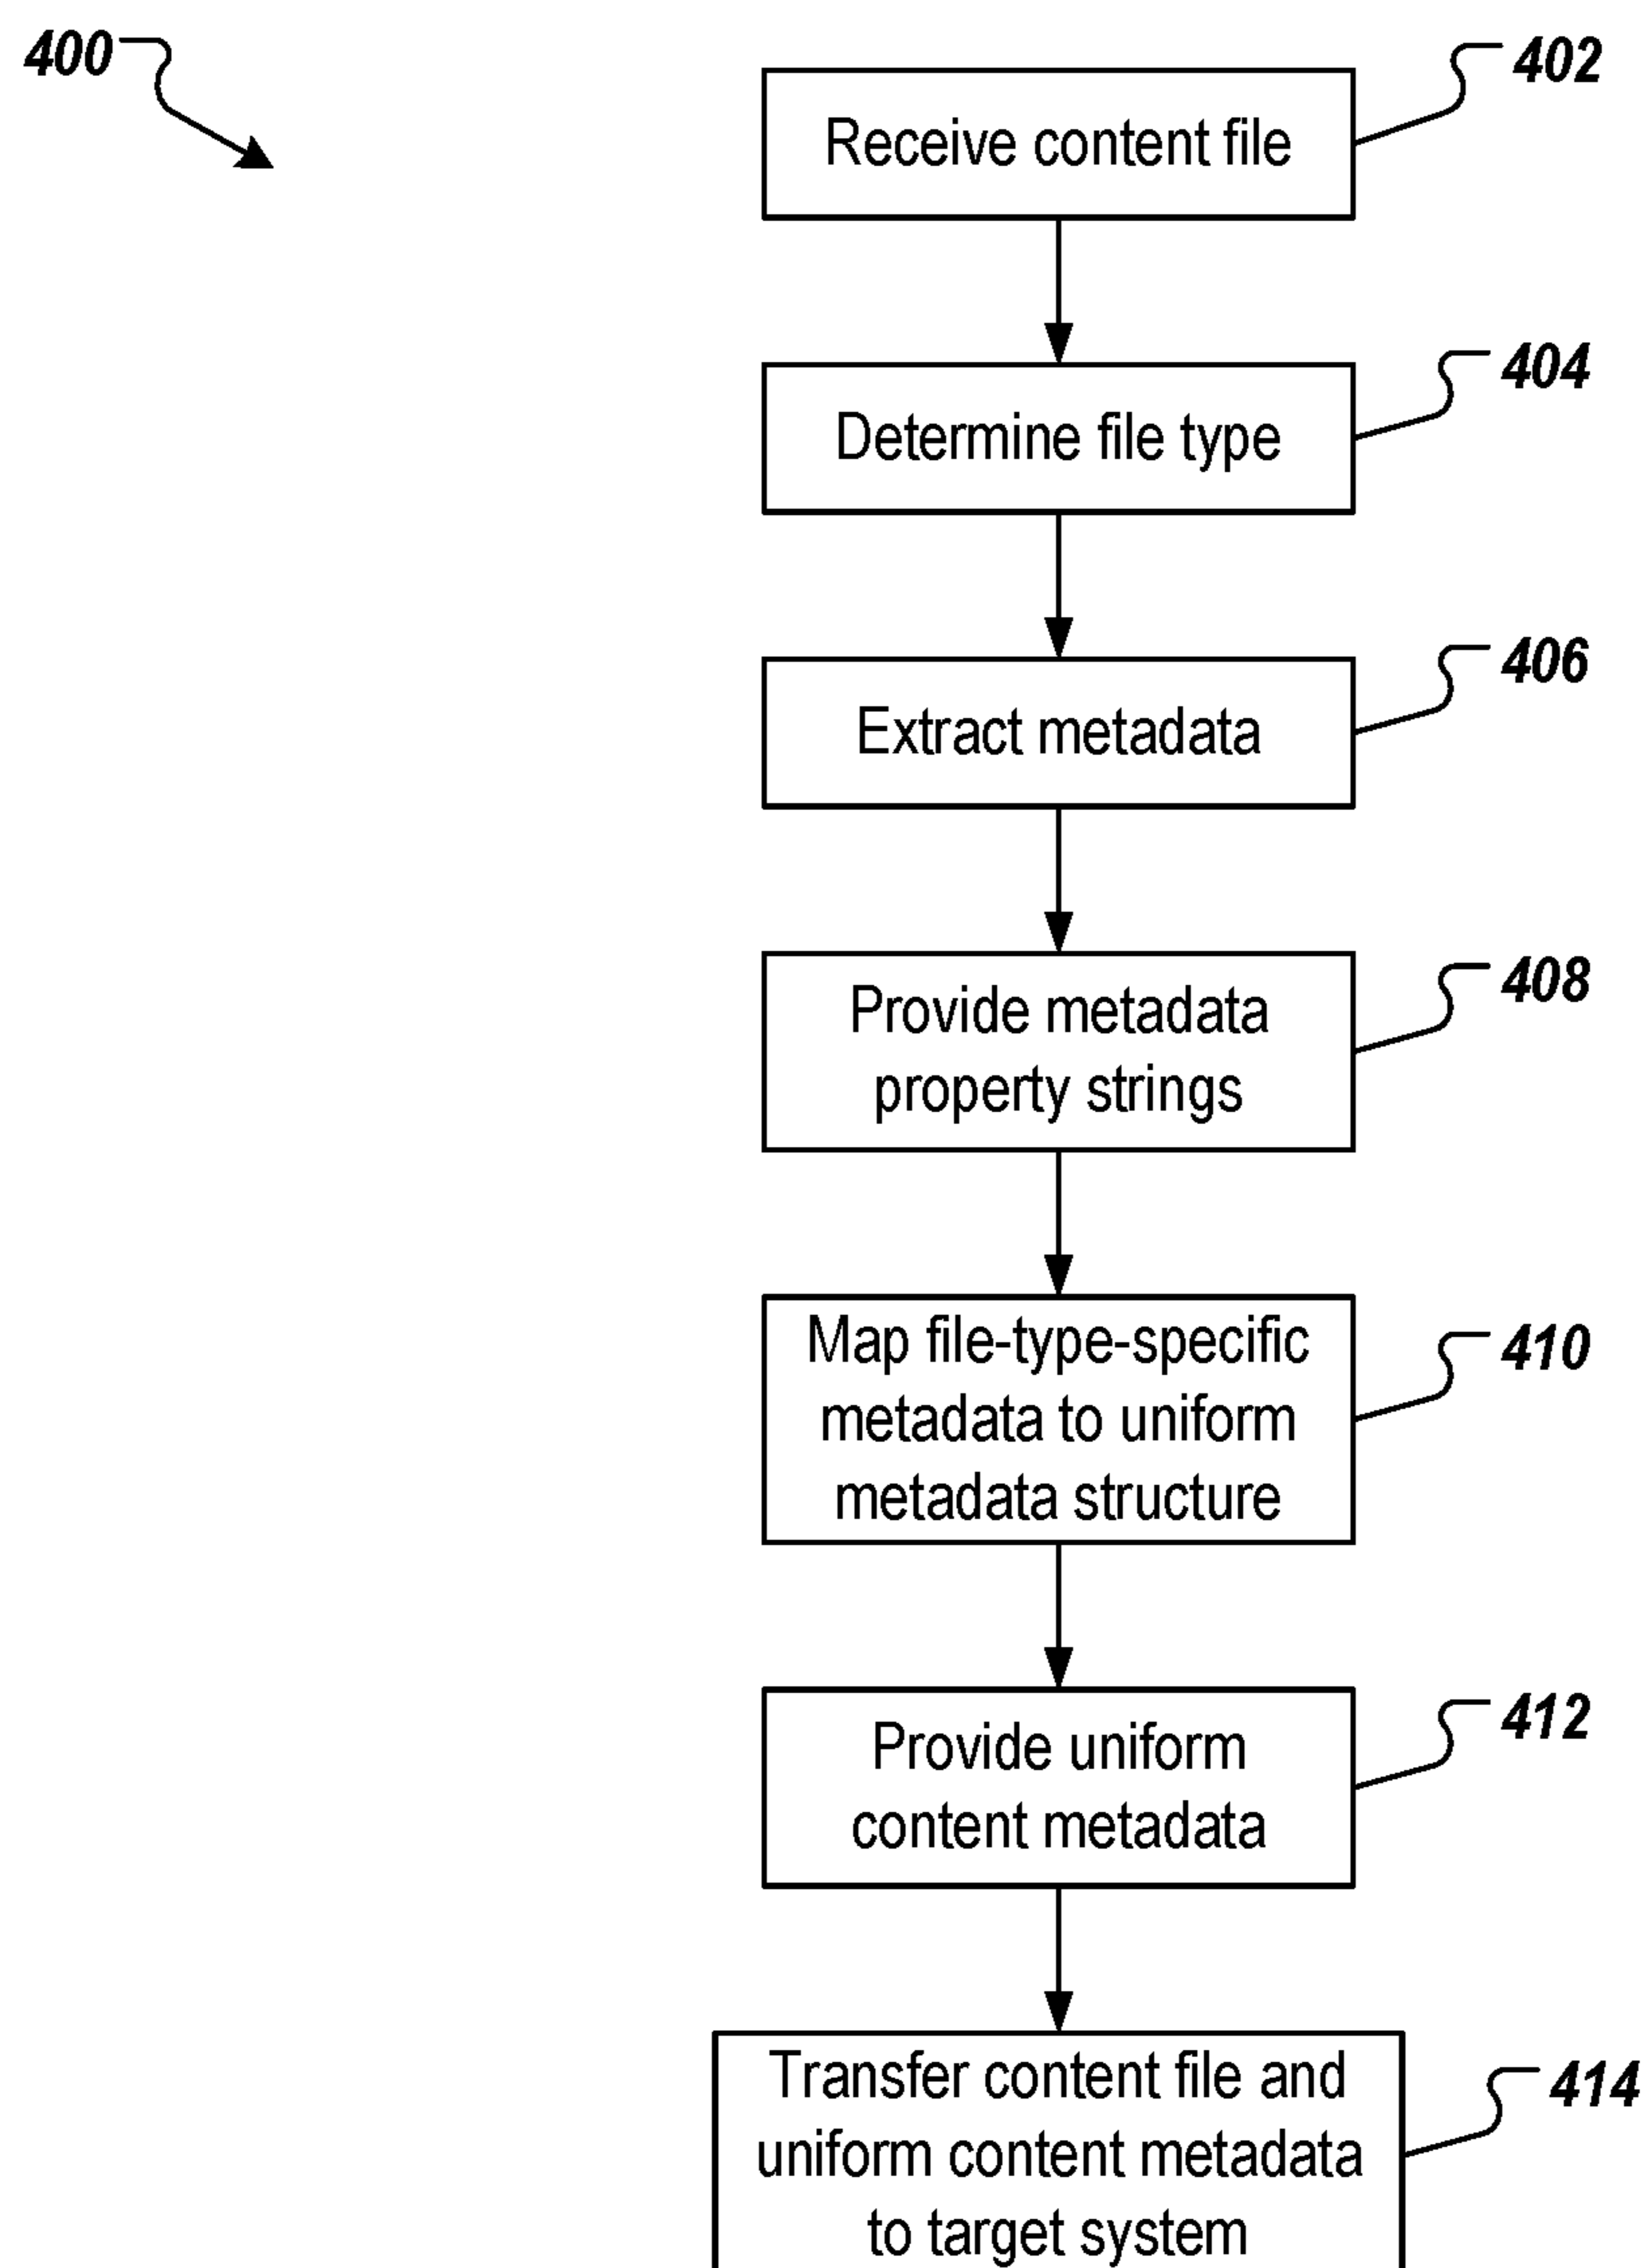 400
402
Receive content file
404
Determine file type
406
Extract metadata
408
Provide metadata
property strings
410
Map file-type-specific
metadata to uniform
metadata structure
412
Provide uniform
content metadata
414
Transfer content file and
uniform content metadata
to target system